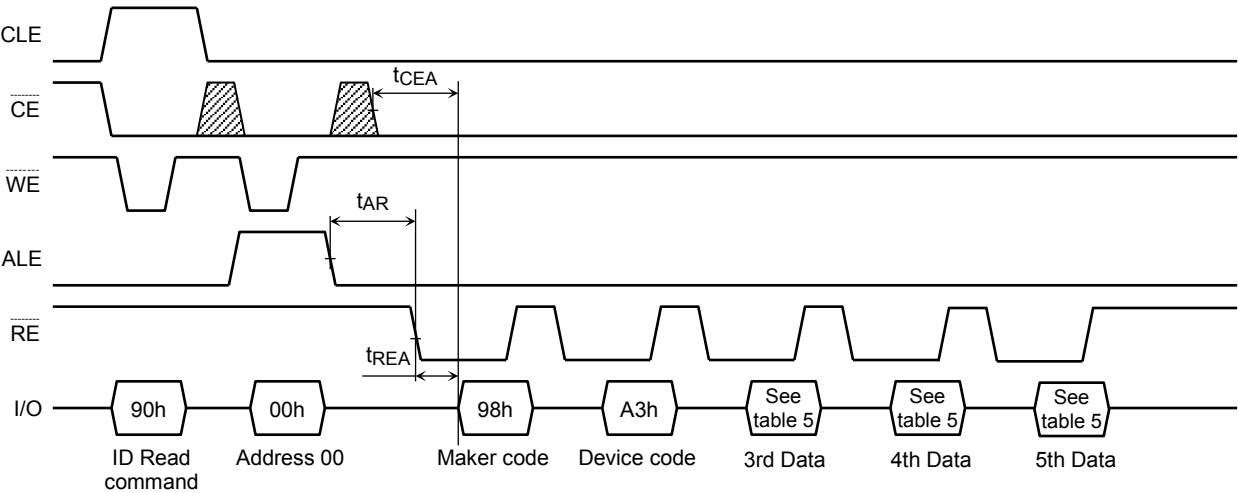 CLE
tCEA
CE
WE
tAR
ALE
RE
tREA
I/O
90h
00h
98h
A3h
See
table 5
See
table 5
See
table 5
ID Read
command
Address 00
Maker code
Device code
3rd Data
4th Data
5th Data